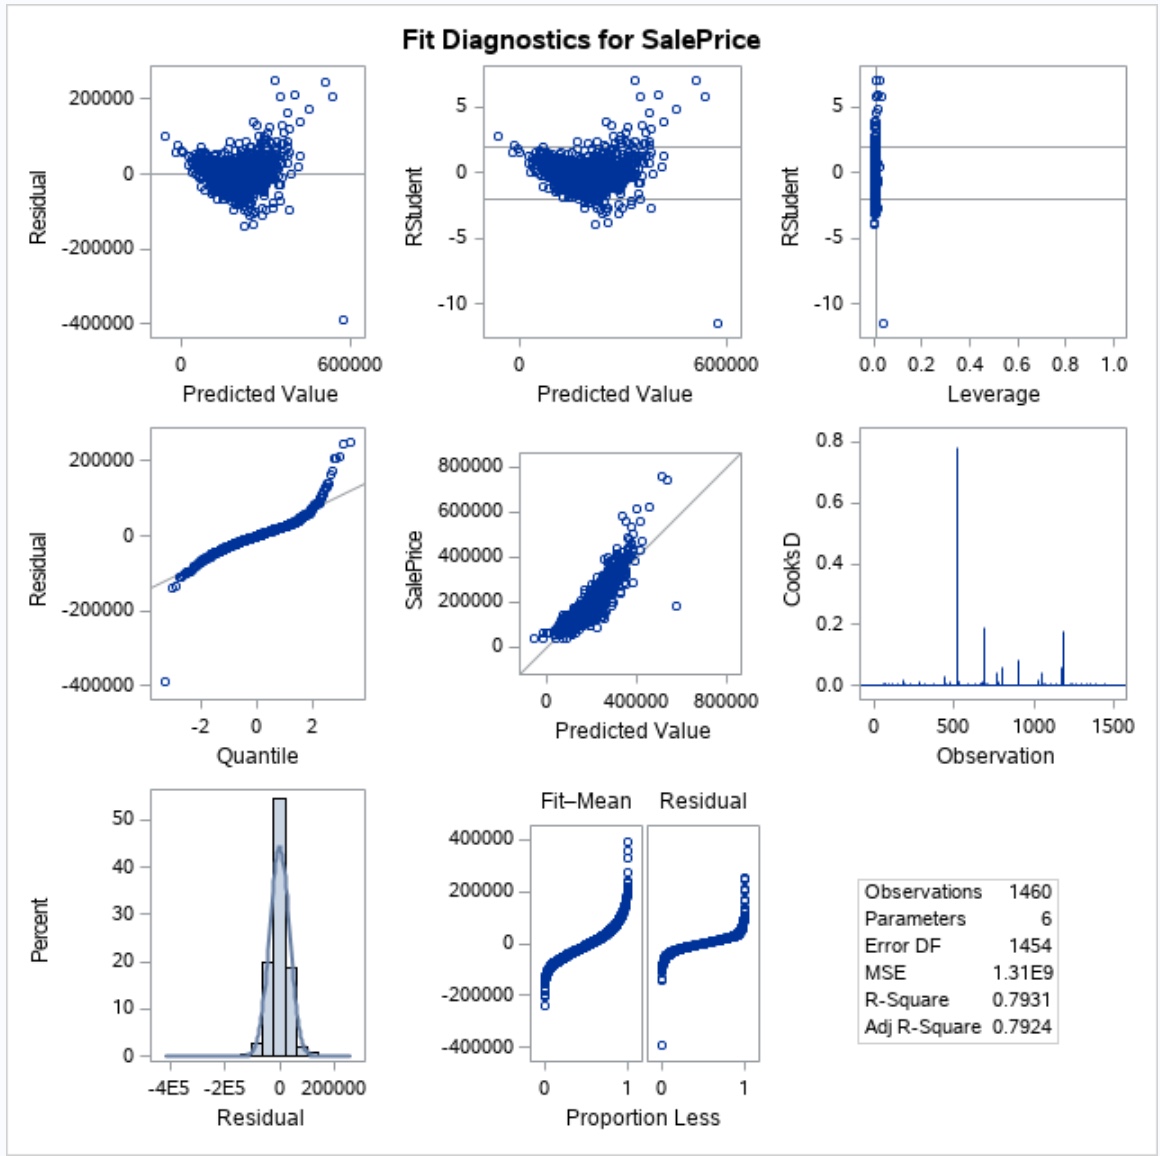 Fit Diagnostics for SalePrice
200000
0
-200000
-400000
Residual
0
600000
Predicted Value
5
0
-5
-10
RStudent
0
600000
Predicted Value
5
0
-5
-10
RStudent
0.0 0.2 0.4 0.6 0.8 1.0
Leverage
200000
0
-200000
-400000
Residual
-2 0 2
Quantile
800000
600000
400000
200000
0
SalePrice
0 400000 800000
Predicted Value
0.8
0.6
0.4
0.2
0.0
Cook's D
0 500 1000 1500
Observation
50
40
30
20
10
0
Percent
-4E5 -2E5 0 200000
Residual
Fit–Mean Residual
400000
200000
0
-200000
-400000
0 1 0 1
Proportion Less
Observations 1460
Parameters 6
Error DF 1454
MSE 1.31E9
R-Square 0.7931
Adj R-Square 0.7924